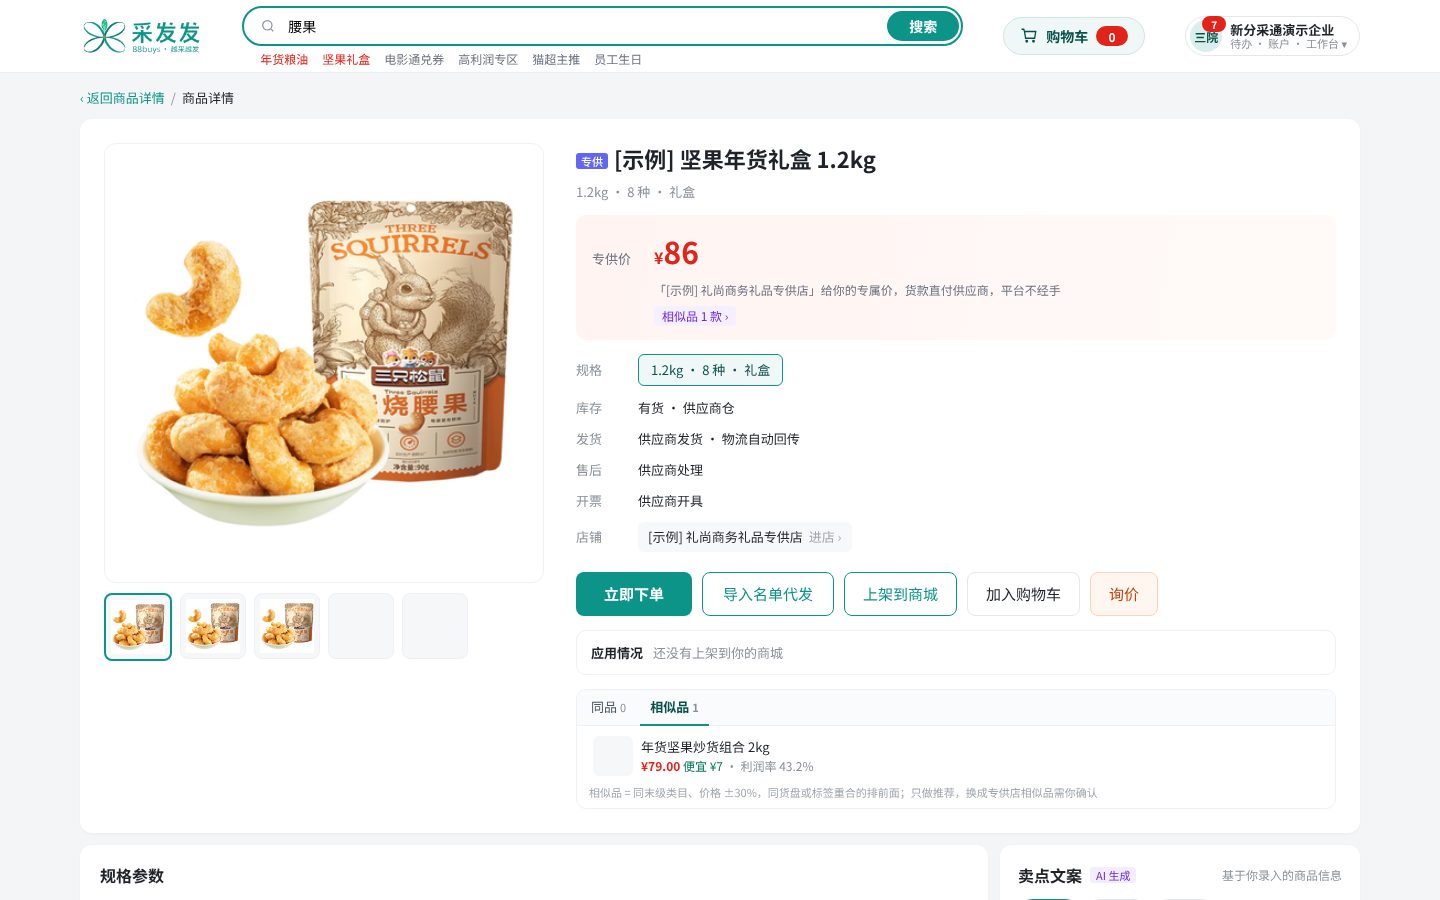 采发发
88buys · 越采越发
腰果
搜索
年货粮油 坚果礼盒 电影通兑券 高利润专区 猫超主推 员工生日
购物车 0
三院 7
新分采通演示企业
待办 · 账户 · 工作台 ▾
‹ 返回商品详情 / 商品详情
THREE
SQUIRRELS
三只松鼠
Three Squirrels
烧腰果
净含量:90g
专供 [示例] 坚果年货礼盒 1.2kg
1.2kg · 8 种 · 礼盒
专供价 ¥86
「[示例] 礼尚商务礼品专供店」给你的专属价，货款直付供应商，平台不经手
相似品 1 款 ›
规格 1.2kg · 8 种 · 礼盒
库存 有货 · 供应商仓
发货 供应商发货 · 物流自动回传
售后 供应商处理
开票 供应商开具
店铺 [示例] 礼尚商务礼品专供店 进店 ›
立即下单 导入名单代发 上架到商城 加入购物车 询价
应用情况 还没有上架到你的商城
同品 0 相似品 1
年货坚果炒货组合 2kg
¥79.00 便宜 ¥7 · 利润率 43.2%
相似品 = 同末级类目、价格 ±30%，同货盘或标签重合的排前面；只做推荐，换成专供店相似品需你确认
规格参数
卖点文案 AI 生成 基于你录入的商品信息